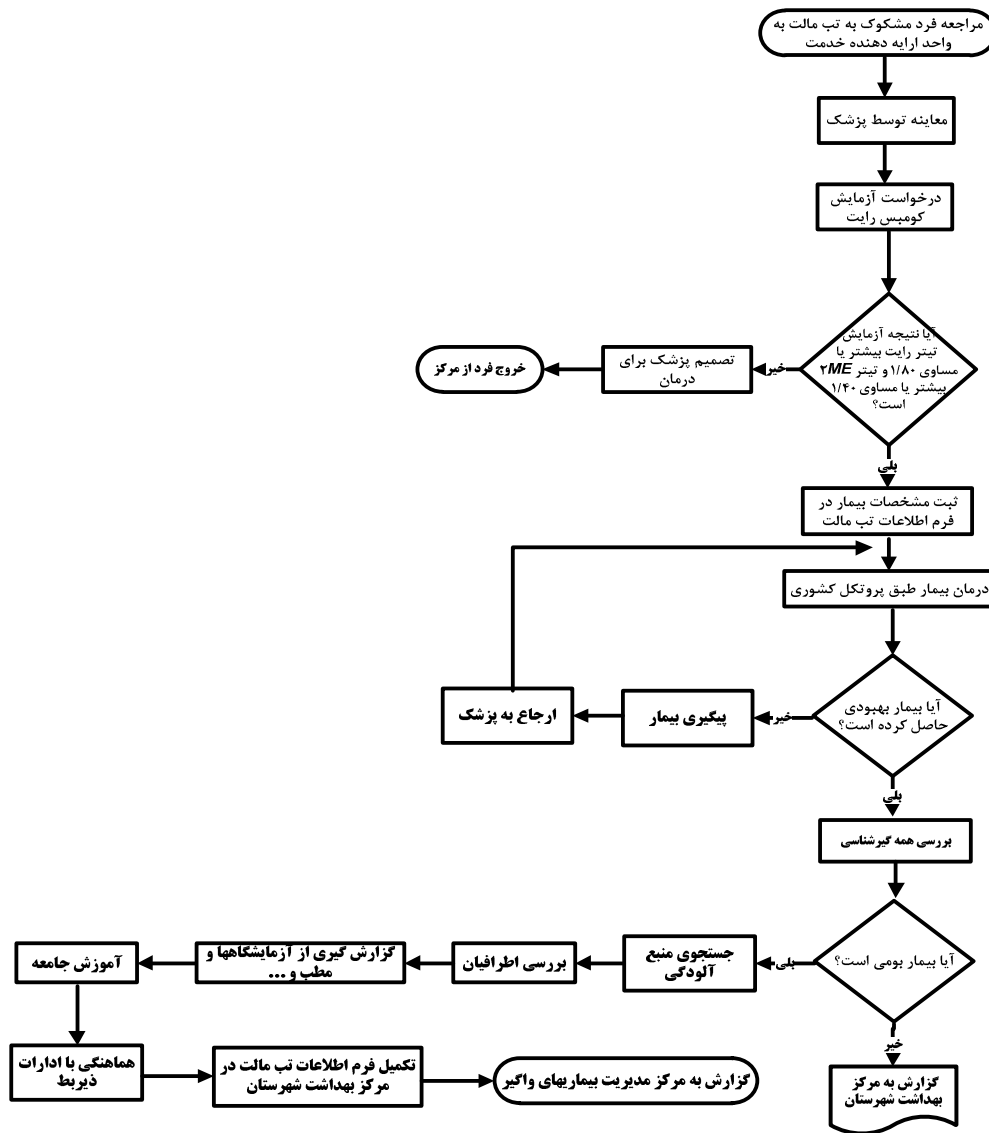 مراجعه فرد مشکوک به تب مالت به
واحد ارایه دهنده خدمت
معاینه توسط پزشک
درخواست آزمایش
کومبس رایت
آیا نتیجه آزمایش
تیتر رایت بیشتر یا
مساوی ۱/۸۰ و تیتر ۲ME
بیشتر یا مساوی ۱/۴۰
است؟
خیر
تصمیم پزشک برای
درمان
خروج فرد از مرکز
بلی
ثبت مشخصات بیمار در
فرم اطلاعات تب مالت
درمان بیمار طبق پروتکل کشوری
آیا بیمار بهبودی
حاصل کرده است؟
خیر
پیگیری بیمار
ارجاع به پزشک
بلی
بررسی همه گیرشناسی
آیا بیمار بومی است؟
بلی
جستجوی منبع
آلودگی
بررسی اطرافیان
گزارش گیری از آزمایشگاهها و
مطب و ...
آموزش جامعه
هماهنگی با ادارات
ذیربط
تکمیل فرم اطلاعات تب مالت در
مرکز بهداشت شهرستان
گزارش به مرکز مدیریت بیماریهای واگیر
خیر
گزارش به مرکز
بهداشت شهرستان